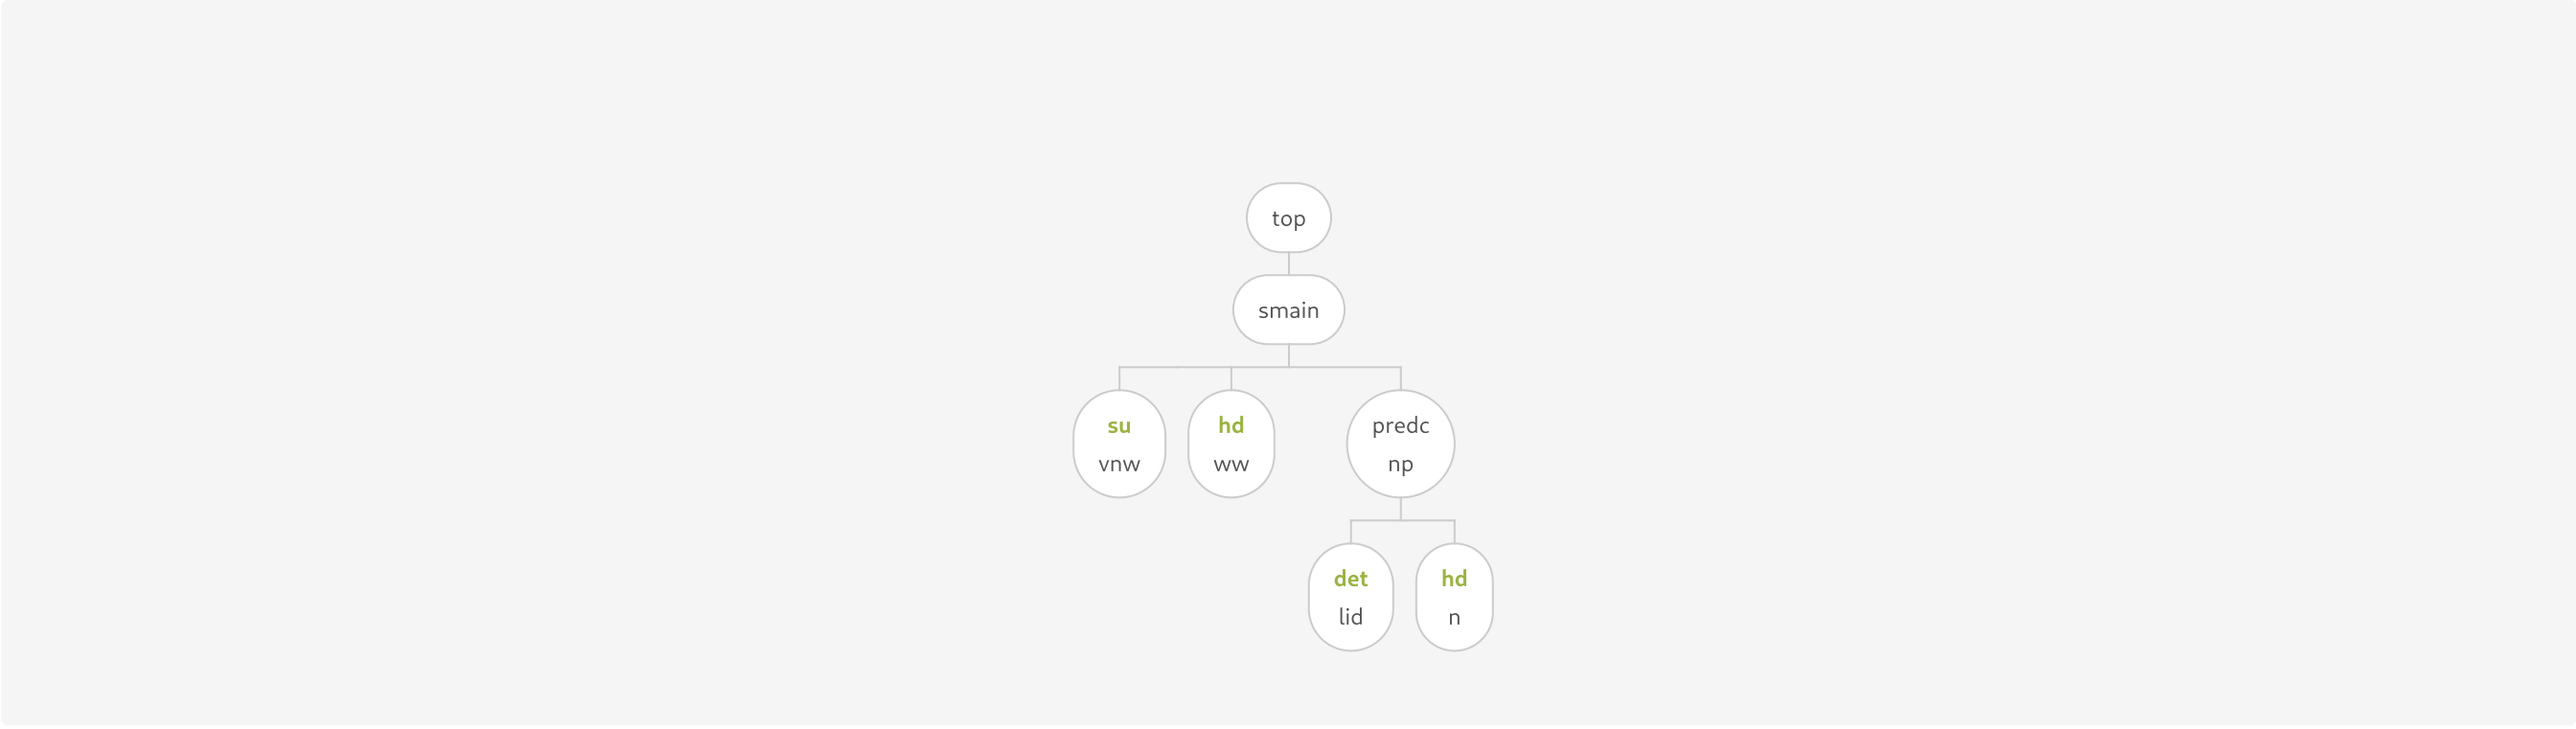 top
smain
su
vnw
hd
ww
predc
np
det
lid
hd
n